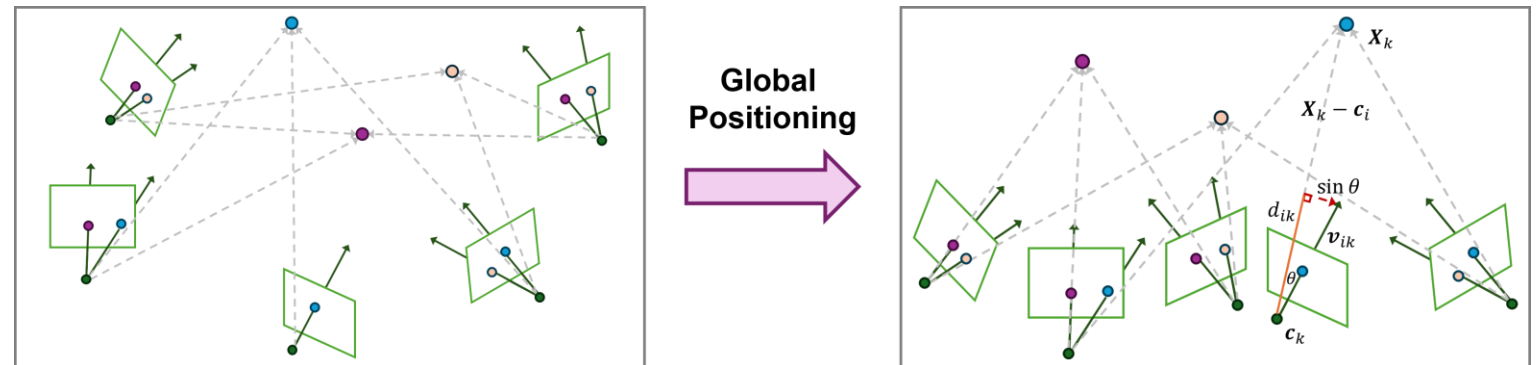 Global
Positioning
X_k
X_k − c_i
sin θ
d_ik
v_ik
θ
c_k